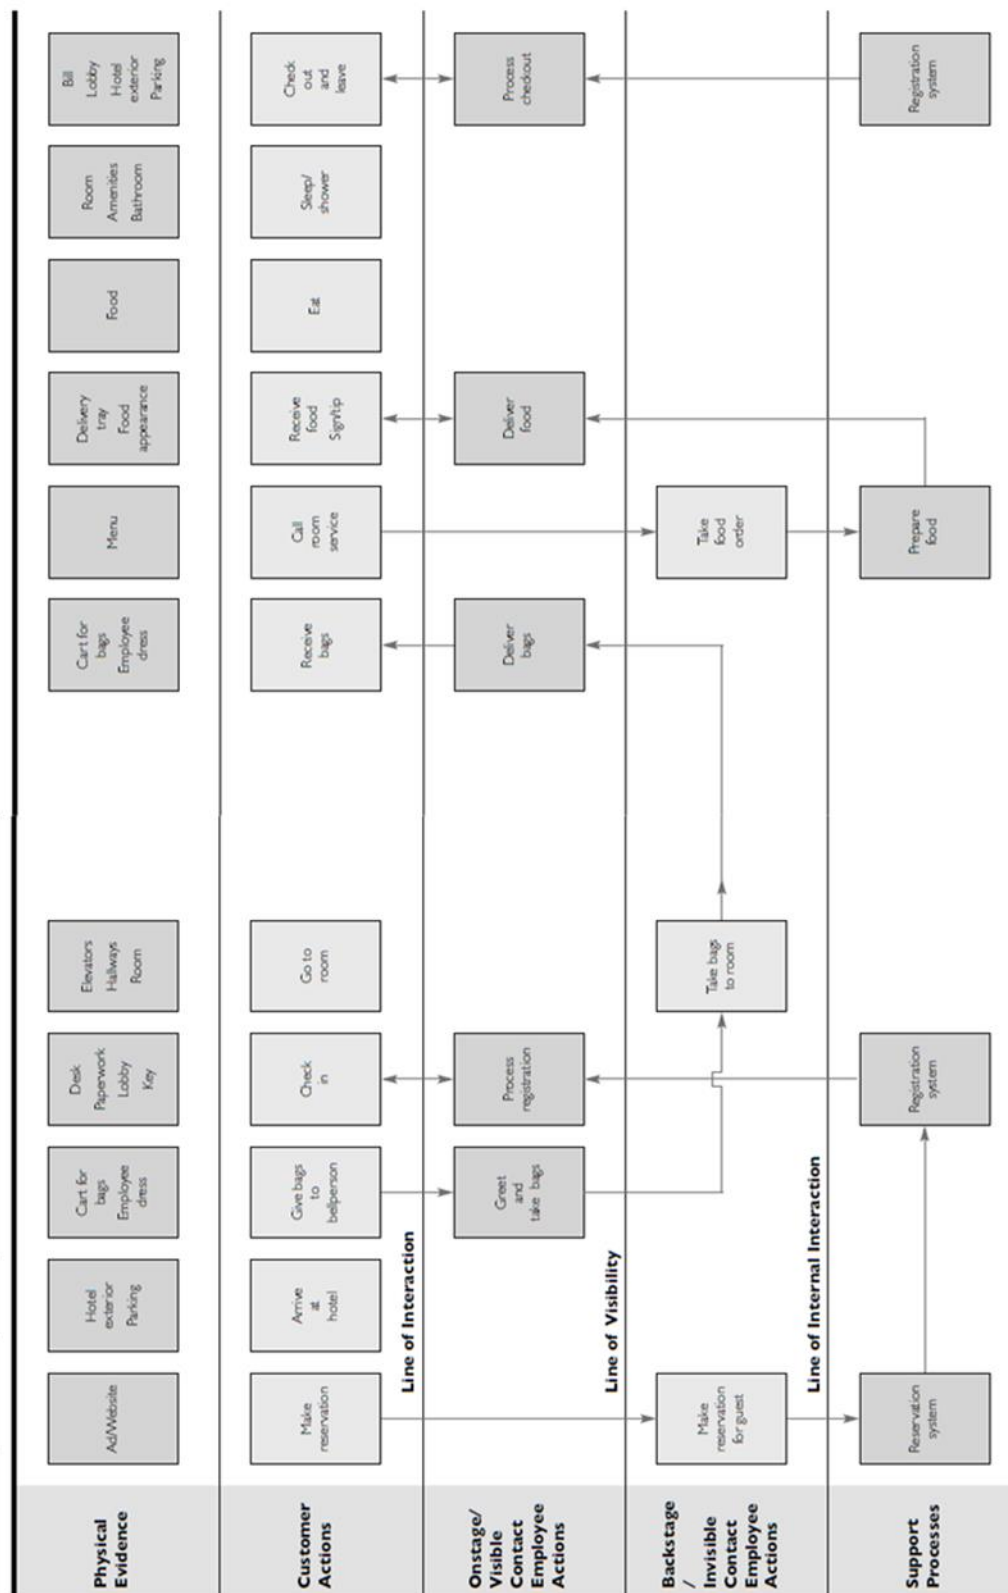 Physical
Evidence
Ad/Website
Hotel
exterior
Parking
Cart for
bags
Employee
dress
Desk
Paperwork
Lobby
Key
Elevators
Hallways
Room
Cart for
bags
Employee
dress
Menu
Delivery
tray
Food
appearance
Food
Room
Amenities
Bathroom
Bill
Lobby
Hotel
exterior
Parking
Customer
Actions
Make
reservation
Arrive
at
hotel
Give bags
to
bellperson
Check
in
Go to
room
Receive
bags
Call
room
service
Receive
food
Sign/tip
Eat
Sleep/
shower
Check
out
and
leave
Line of Interaction
Onstage/
Visible
Contact
Employee
Actions
Greet
and
take bags
Process
registration
Deliver
bags
Deliver
food
Process
checkout
Line of Visibility
Backstage
/
Invisible
Contact
Employee
Actions
Make
reservation
for guest
Take bags
to room
Take
food
order
Line of Internal Interaction
Support
Processes
Reservation
system
Registration
system
Prepare
food
Registration
system